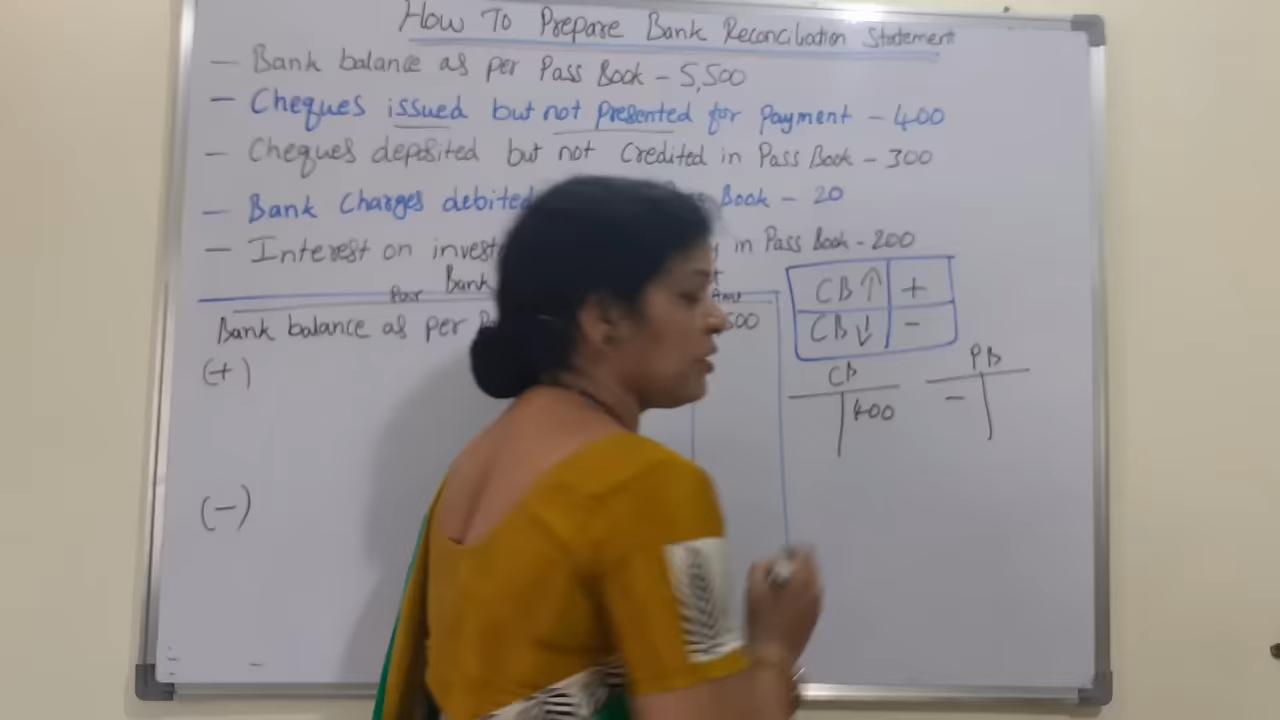 How To Prepare Bank Reconciliation Statement
- Bank balance as per Pass Book - 5,500
- Cheques issued but not presented for payment - 400
- Cheques deposited but not Credited in Pass Book - 300
- Bank Charges debited Book - 20
- Interest on in Pass Book - 200
Bank
Amt
Bank balance as per 500
(+)
(-)
CB↑ +
CB↓ -
CB
400
PB
-